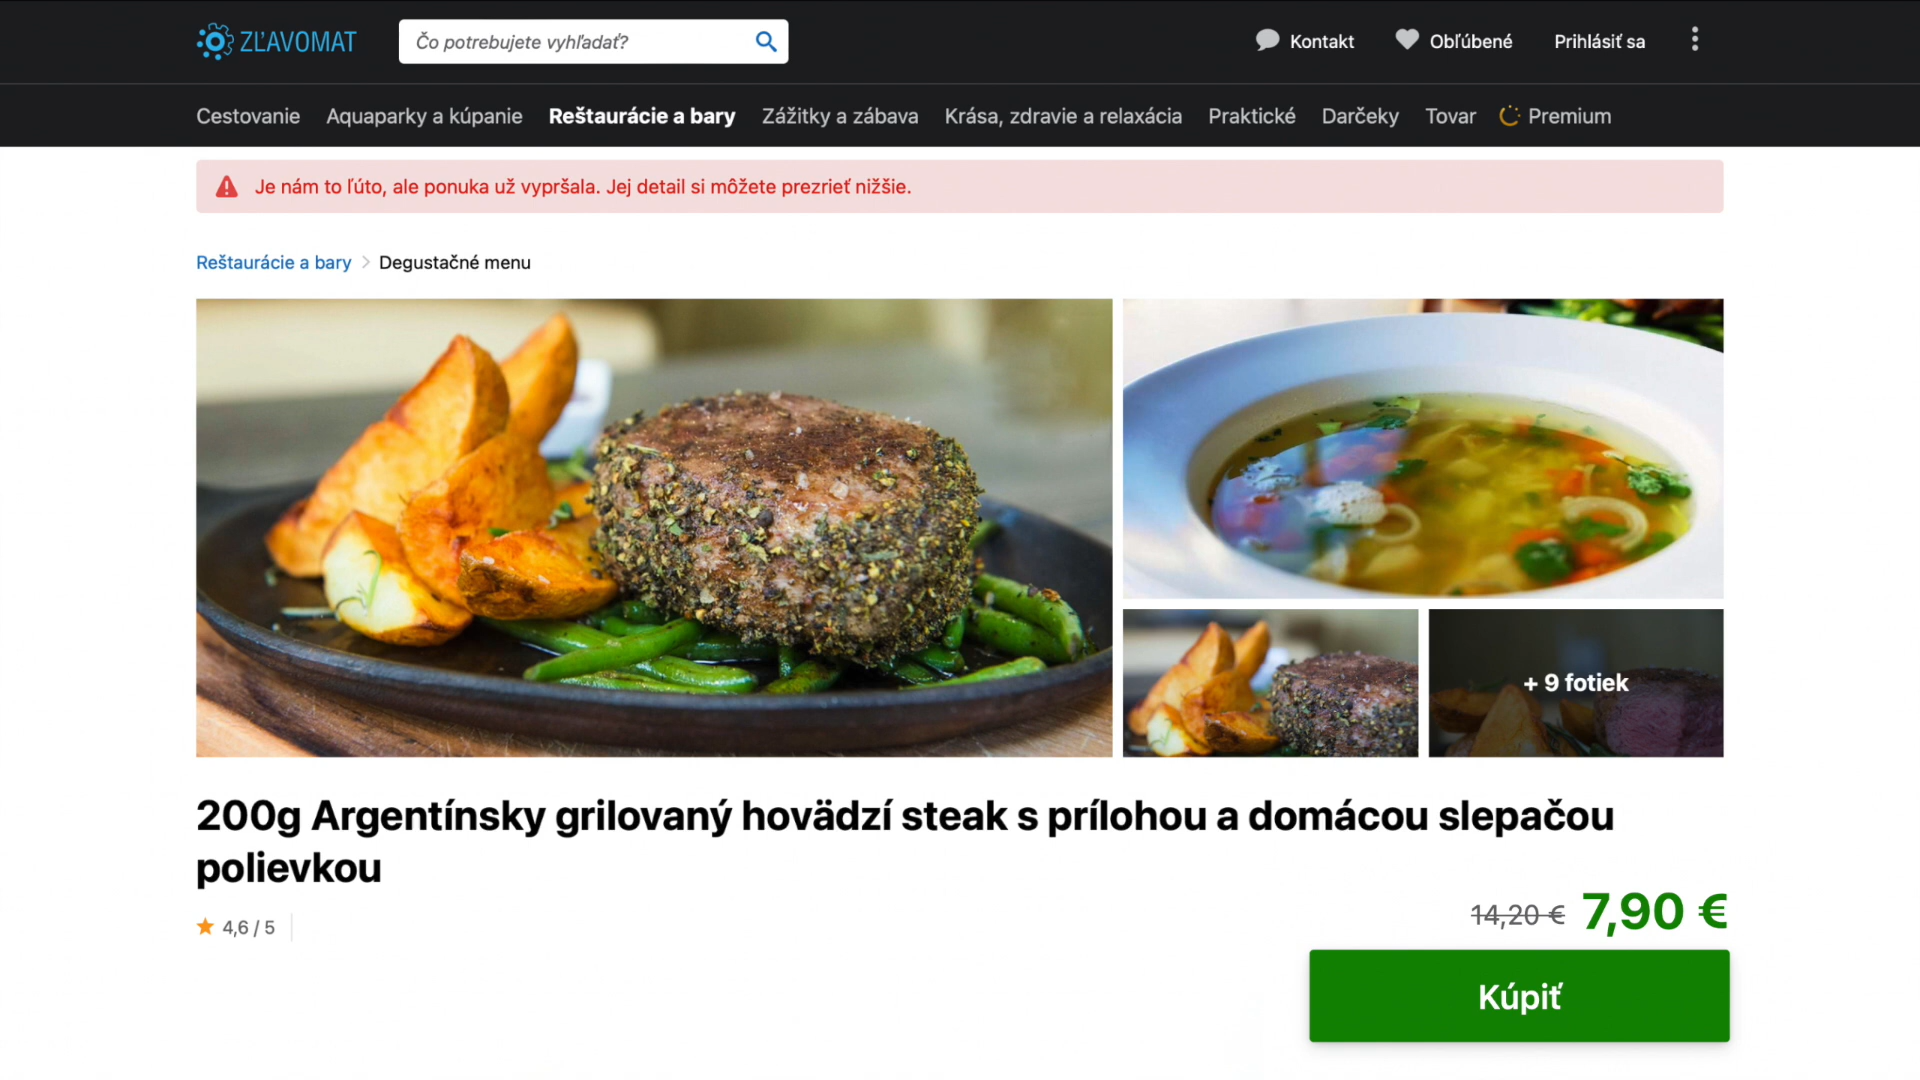 ZĽAVOMAT
Čo potrebujete vyhľadať?
Kontakt
Obľúbené
Prihlásiť sa
Cestovanie
Aquaparky a kúpanie
Reštaurácie a bary
Zážitky a zábava
Krása, zdravie a relaxácia
Praktické
Darčeky
Tovar
Premium
Je nám to ľúto, ale ponuka už vypršala. Jej detail si môžete prezrieť nižšie.
Reštaurácie a bary > Degustačné menu
+ 9 fotiek
200g Argentínsky grilovaný hovädzí steak s prílohou a domácou slepačou
polievkou
4,6 / 5
14,20 € 7,90 €
Kúpiť